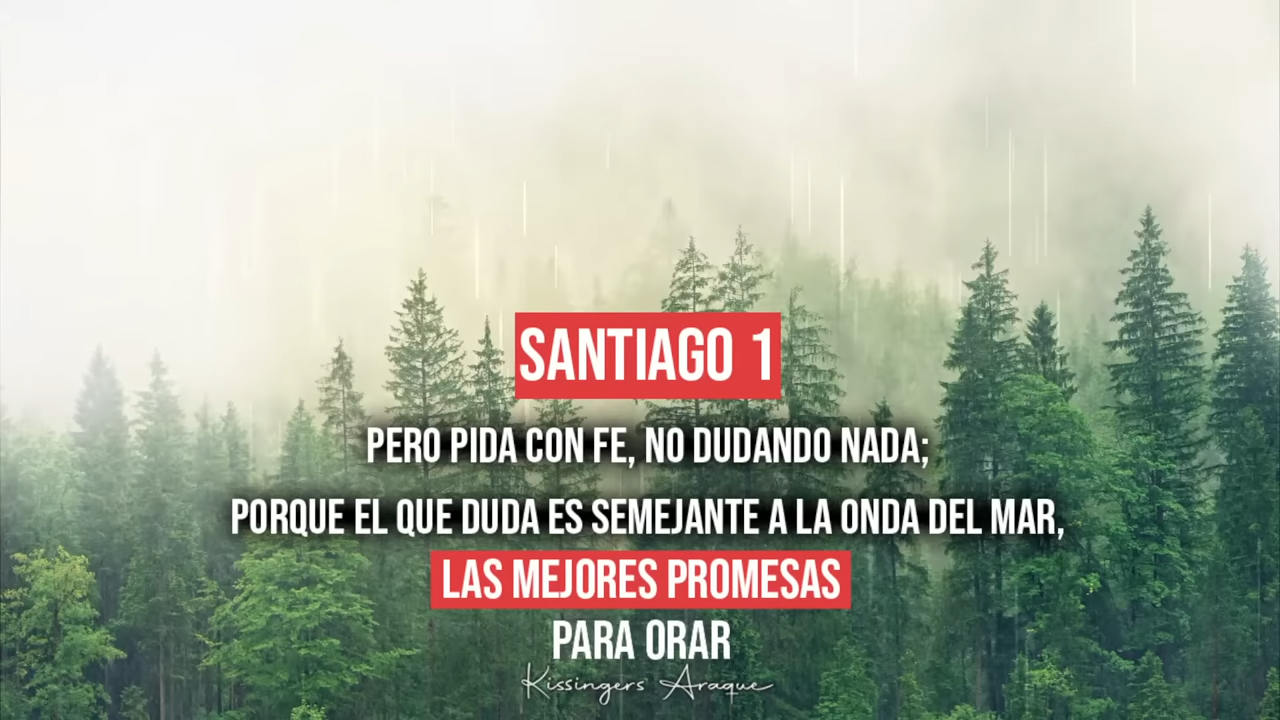 SANTIAGO 1
PERO PIDA CON FE, NO DUDANDO NADA;
PORQUE EL QUE DUDA ES SEMEJANTE A LA ONDA DEL MAR,
LAS MEJORES PROMESAS
PARA ORAR
Kissingers Araque